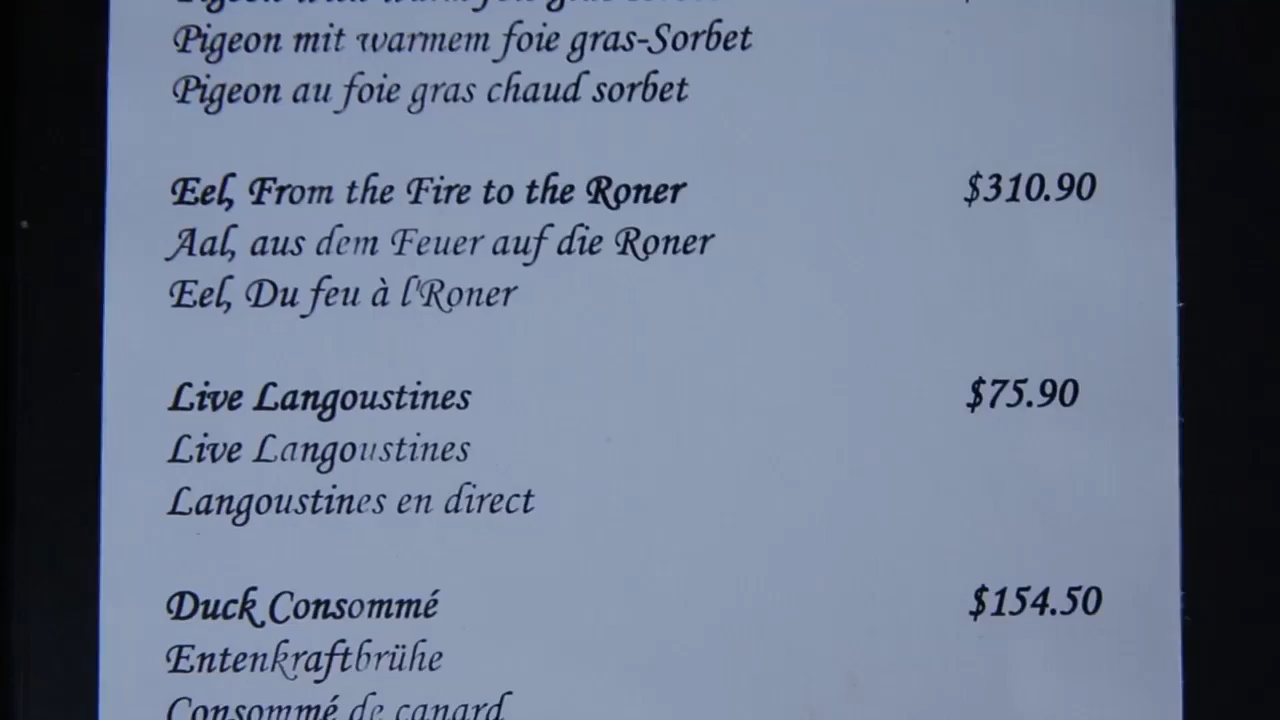 Pigeon mit warmem foie gras-Sorbet
Pigeon au foie gras chaud sorbet
Eel, From the Fire to the Roner $310.90
Aal, aus dem Feuer auf die Roner
Eel, Du feu à l'Roner
Live Langoustines $75.90
Live Langoustines
Langoustines en direct
Duck Consommé $154.50
Entenkraftbrühe
Consommé de canard